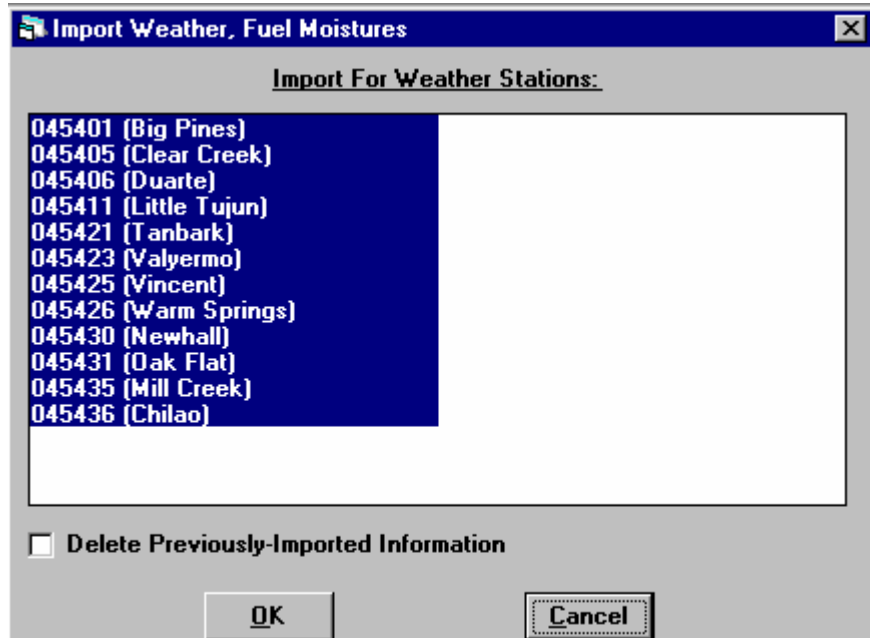 Import Weather, Fuel Moistures
Import For Weather Stations:
045401 (Big Pines)
045405 (Clear Creek)
045406 (Duarte)
045411 (Little Tujun)
045421 (Tanbark)
045423 (Valyermo)
045425 (Vincent)
045426 (Warm Springs)
045430 (Newhall)
045431 (Oak Flat)
045435 (Mill Creek)
045436 (Chilao)
Delete Previously-Imported Information
OK Cancel